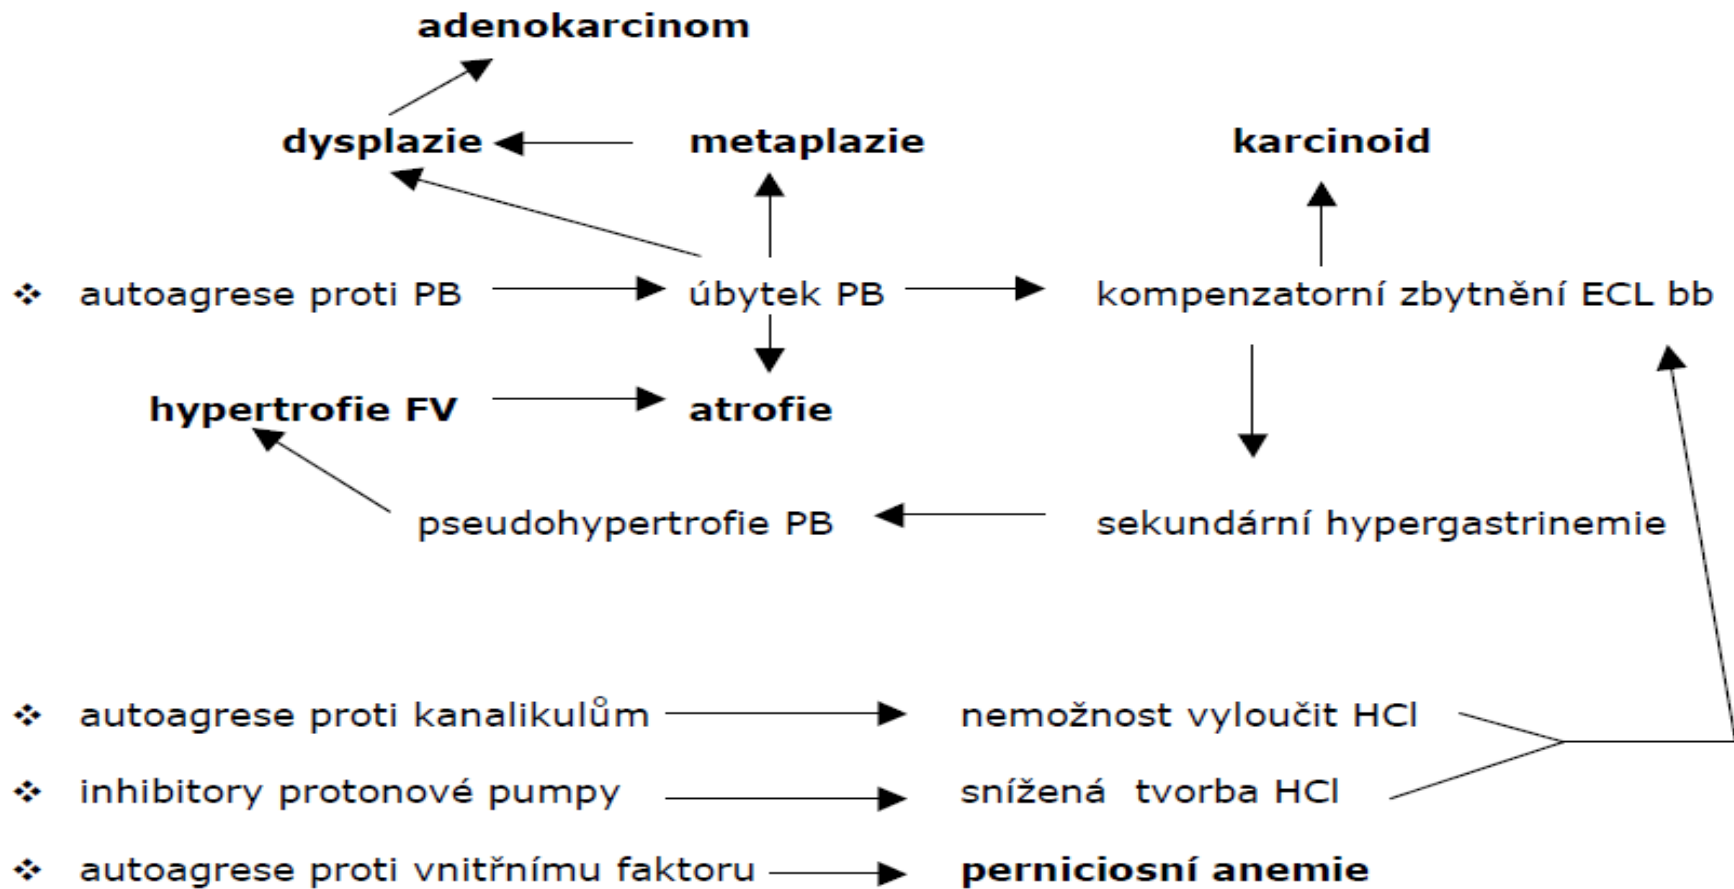 adenokarcinom
dysplazie metaplazie karcinoid
❖ autoagrese proti PB úbytek PB kompenzatorní zbytnění ECL bb
hypertrofie FV atrofie
pseudohypertrofie PB sekundární hypergastrinemie
❖ autoagrese proti kanalikulům nemožnost vyloučit HCl
❖ inhibitory protonové pumpy snížená tvorba HCl
❖ autoagrese proti vnitřnímu faktoru perniciosní anemie